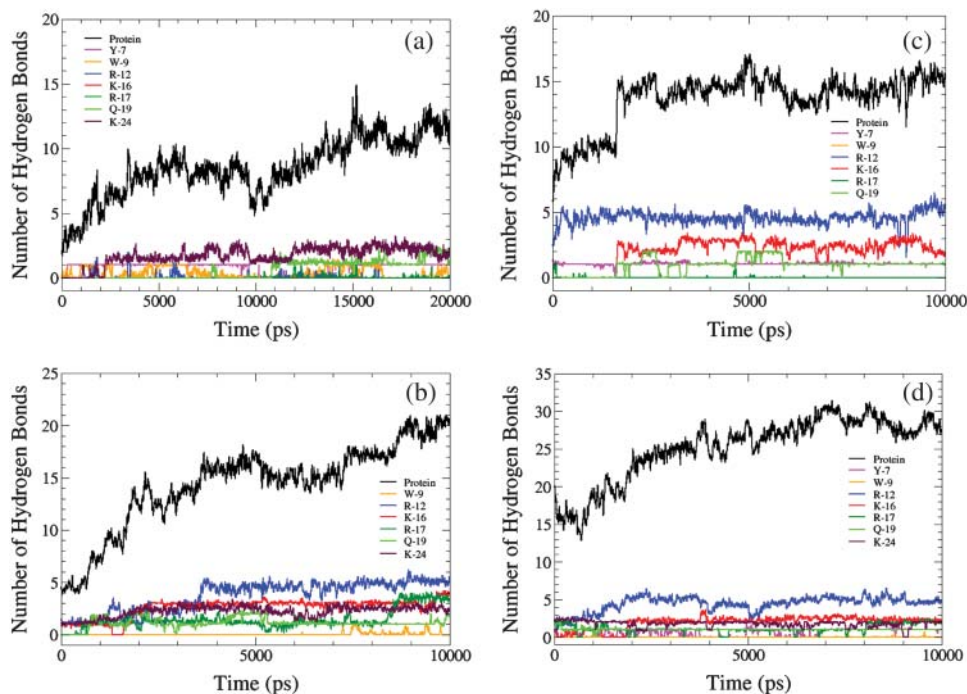 20
15
10
5
0
Number of Hydrogen Bonds
(a)
Protein
Y-7
W-9
R-12
K-16
R-17
Q-19
K-24
0 5000 10000 15000 20000
Time (ps)
20
15
10
5
0
Number of Hydrogen Bonds
(c)
Protein
Y-7
W-9
R-12
K-16
R-17
Q-19
0 5000 10000
Time (ps)
25
20
15
10
5
0
Number of Hydrogen Bonds
(b)
Protein
W-9
R-12
K-16
R-17
Q-19
K-24
0 5000 10000
Time (ps)
35
30
25
20
15
10
5
0
Number of Hydrogen Bonds
(d)
Protein
Y-7
W-9
R-12
K-16
R-17
Q-19
K-24
0 5000 10000
Time (ps)